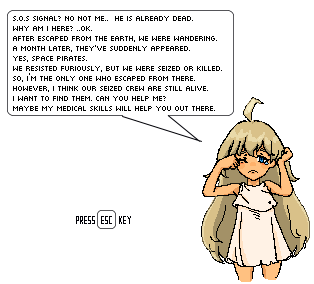 S.O.S SIGNAL? NO NOT ME.. HE IS ALREADY DEAD.
WHY AM I HERE? ..OK.
AFTER ESCAPED FROM THE EARTH, WE WERE WANDERING.
A MONTH LATER, THEY'VE SUDDENLY APPEARED.
YES, SPACE PIRATES.
WE RESISTED FURIOUSLY, BUT WE WERE SEIZED OR KILLED.
SO, I'M THE ONLY ONE WHO ESCAPED FROM THERE.
HOWEVER, I THINK OUR SEIZED CREW ARE STILL ALIVE.
I WANT TO FIND THEM. CAN YOU HELP ME?
MAYBE MY MEDICAL SKILLS WILL HELP YOU OUT THERE.
PRESS ESC KEY